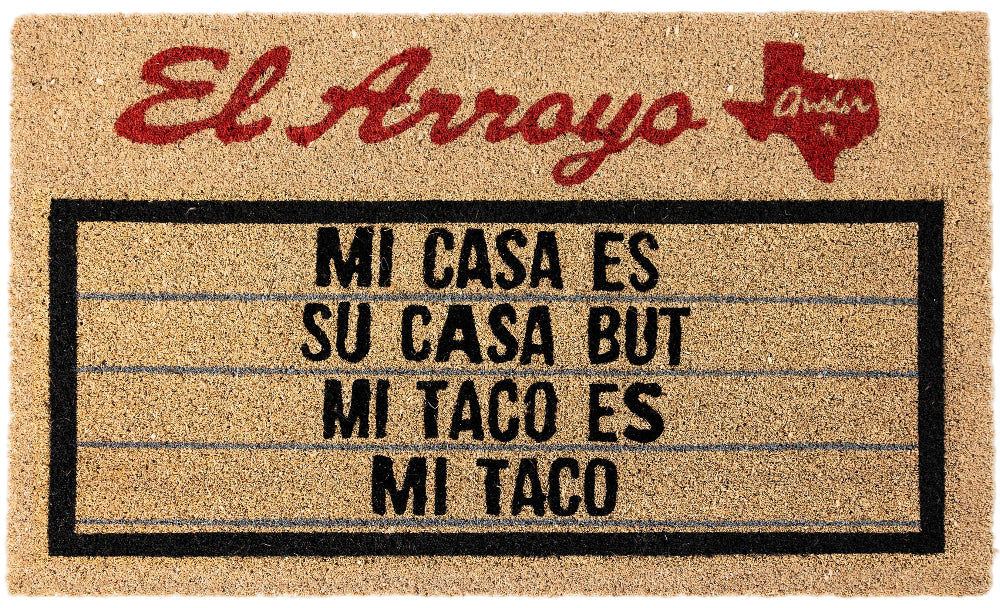 El Arroyo
Austin
MI CASA ES
SU CASA BUT
MI TACO ES
MI TACO